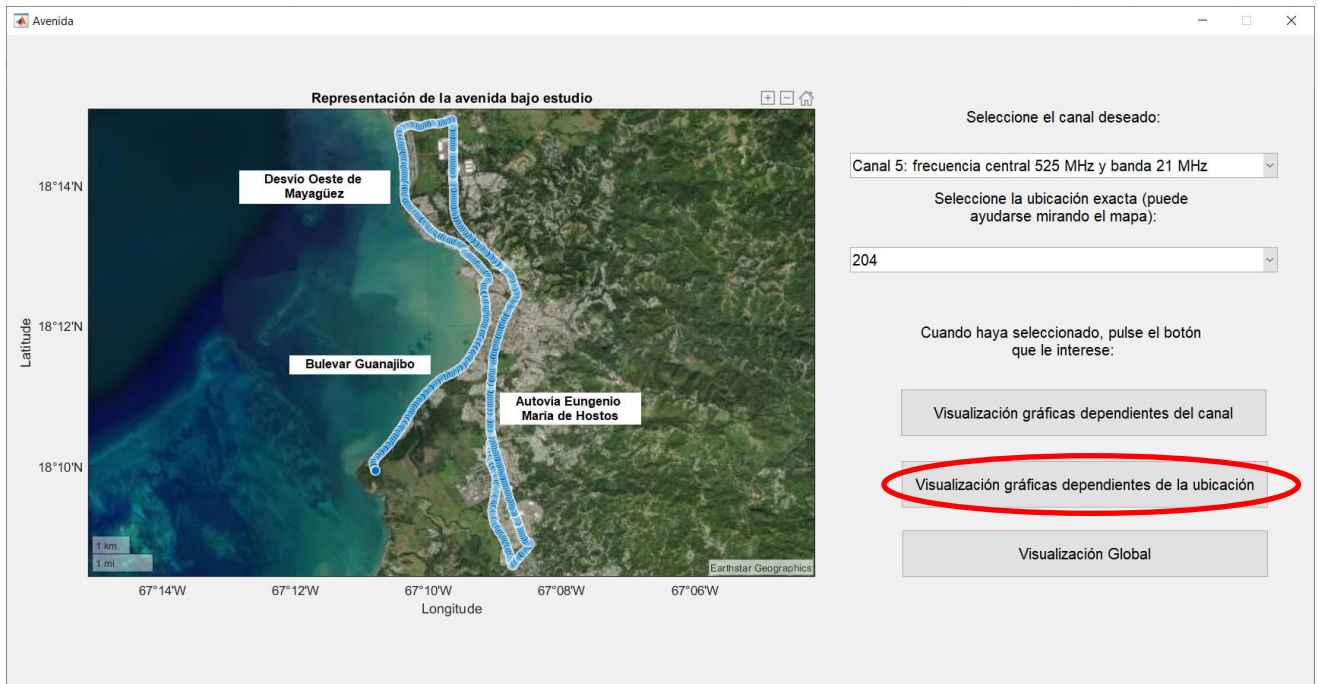 Avenida
Representación de la avenida bajo estudio
Desvio Oeste de
Mayagüez
Bulevar Guanajibo
Autovia Eungenio
Maria de Hostos
18°14'N
18°12'N
18°10'N
Latitude
1 km
1 mi
Earthstar Geographics
67°14'W
67°12'W
67°10'W
67°08'W
67°06'W
Longitude
Seleccione el canal deseado:
Canal 5: frecuencia central 525 MHz y banda 21 MHz
Seleccione la ubicación exacta (puede
ayudarse mirando el mapa):
204
Cuando haya seleccionado, pulse el botón
que le interese:
Visualización gráficas dependientes del canal
Visualización gráficas dependientes de la ubicación
Visualización Global